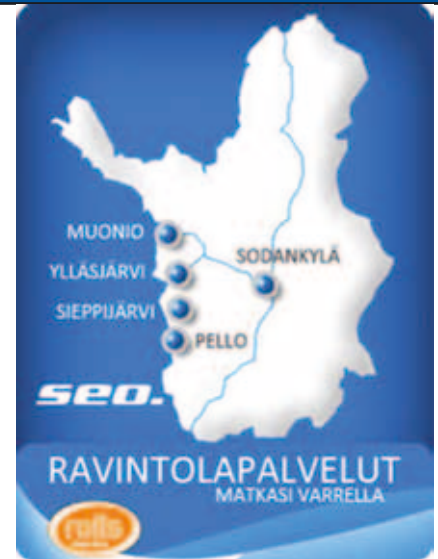 MUONIO
SODANKYLÄ
YLLÄSJÄRVI
SIEPPIJÄRVI
PELLO
seo.
RAVINTOLAPALVELUT
MATKASI VARRELLA
rolls